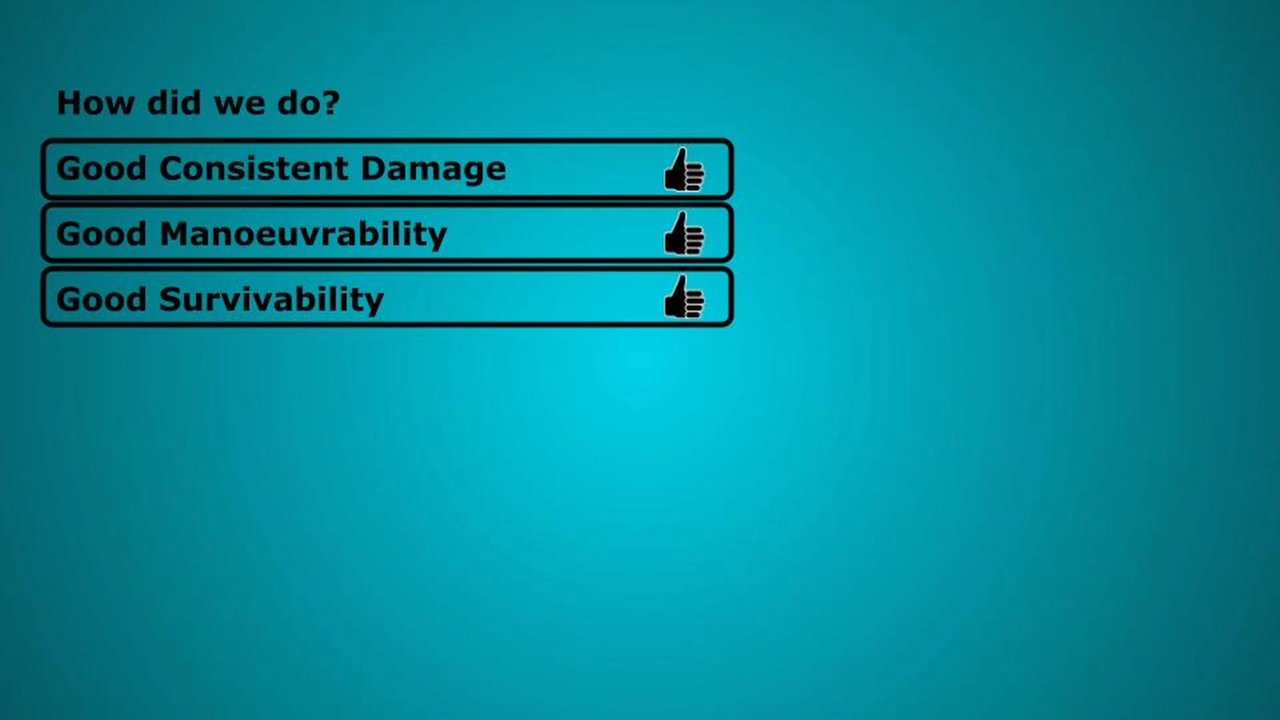 How did we do?
Good Consistent Damage
Good Manoeuvrability
Good Survivability